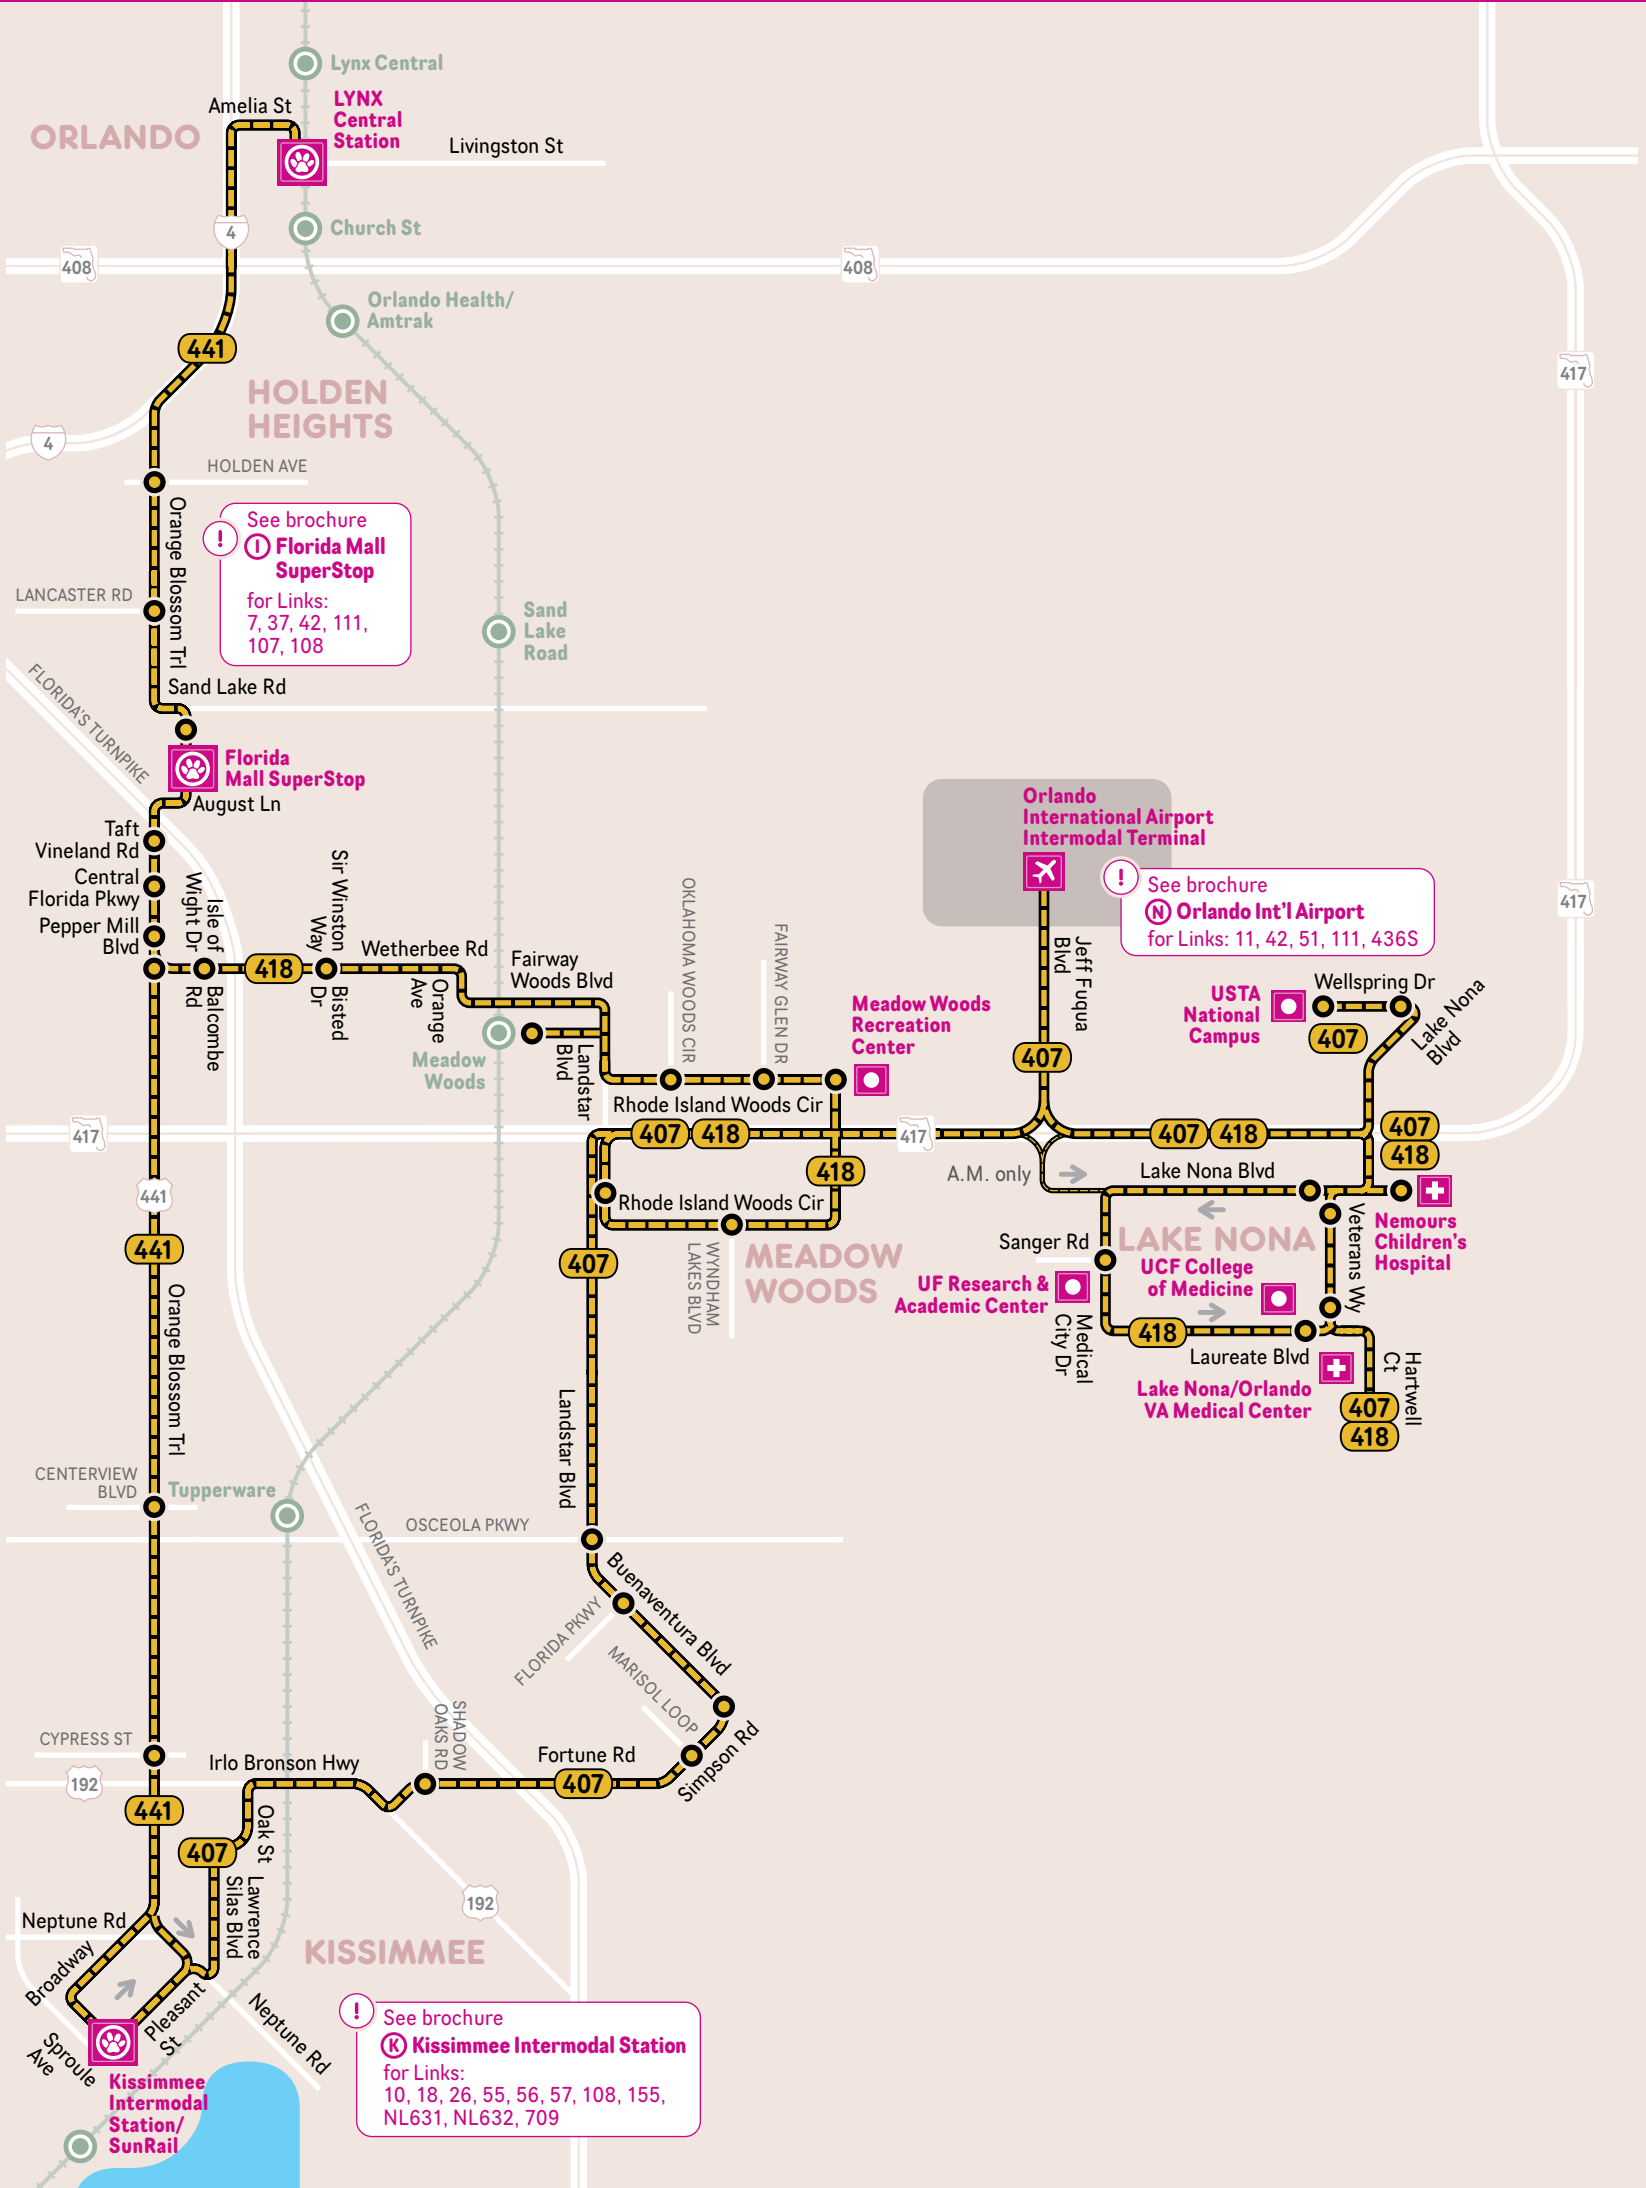 Lynx Central
LYNX
Central
Station
Amelia St
ORLANDO
Livingston St
Church St
4
408
408
Orlando Health/
Amtrak
441
417
HOLDEN
HEIGHTS
4
HOLDEN AVE
Orange Blossom Trl
!
See brochure
I Florida Mall
SuperStop
for Links:
7, 37, 42, 111,
107, 108
LANCASTER RD
Sand
Lake
Road
FLORIDA'S TURNPIKE
Sand Lake Rd
Florida
Mall SuperStop
August Ln
Taft
Vineland Rd
Central
Florida Pkwy
Pepper Mill
Blvd
Isle of
Wight Dr
Balcombe
Rd
418
Sir Winston
Way
Bisted
Dr
Wetherbee Rd
Orange
Ave
Fairway
Woods Blvd
Landstar
Blvd
Meadow
Woods
OKLAHOMA WOODS CIR
FAIRWAY GLEN DR
Meadow Woods
Recreation
Center
Orlando
International Airport
Intermodal Terminal
!
See brochure
N Orlando Int'l Airport
for Links: 11, 42, 51, 111, 436S
417
Jeff Fuqua
Blvd
407
USTA
National
Campus
Wellspring Dr
407
Lake Nona
Blvd
Rhode Island Woods Cir
417
407
418
417
407
418
407
418
418
A.M. only
Lake Nona Blvd
Rhode Island Woods Cir
441
441
407
WYNDHAM
LAKES BLVD
MEADOW
WOODS
Sanger Rd
LAKE NONA
UCF College
of Medicine
Veterans Wy
Nemours
Children's
Hospital
UF Research &
Academic Center
Medical
City Dr
418
Laureate Blvd
Lake Nona/Orlando
VA Medical Center
Hartwell
Ct
407
418
Orange Blossom Trl
Landstar Blvd
CENTERVIEW
BLVD
Tupperware
FLORIDA'S TURNPIKE
OSCEOLA PKWY
Buenaventura Blvd
FLORIDA PKWY
MARISOL LOOP
Simpson Rd
CYPRESS ST
192
Irlo Bronson Hwy
SHADOW
OAKS RD
Fortune Rd
407
441
Oak St
407
Lawrence
Silas Blvd
192
Neptune Rd
Broadway
KISSIMMEE
Pleasant
St
Neptune Rd
Sproule
Ave
Kissimmee
Intermodal
Station/
SunRail
!
See brochure
K Kissimmee Intermodal Station
for Links:
10, 18, 26, 55, 56, 57, 108, 155,
NL631, NL632, 709